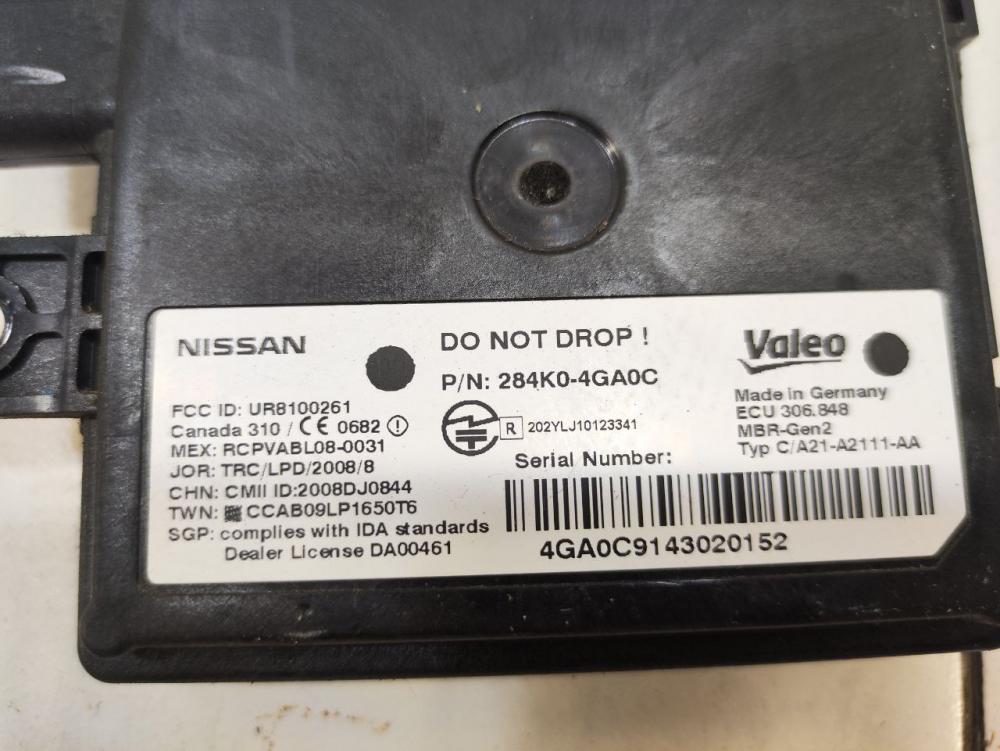 NISSAN
DO NOT DROP !
Valeo
P/N: 284K0-4GA0C
FCC ID: UR8100261
Canada 310 / CE 0682
MEX: RCPVABL08-0031
JOR: TRC/LPD/2008/8
CHN: CMII ID:2008DJ0844
TWN: CCAB09LP1650T6
SGP: complies with IDA standards
Dealer License DA00461
R 202YLJ10123341
Made in Germany
ECU 306.848
MBR-Gen2
Typ C/A21-A2111-AA
Serial Number:
4GA0C9143020152